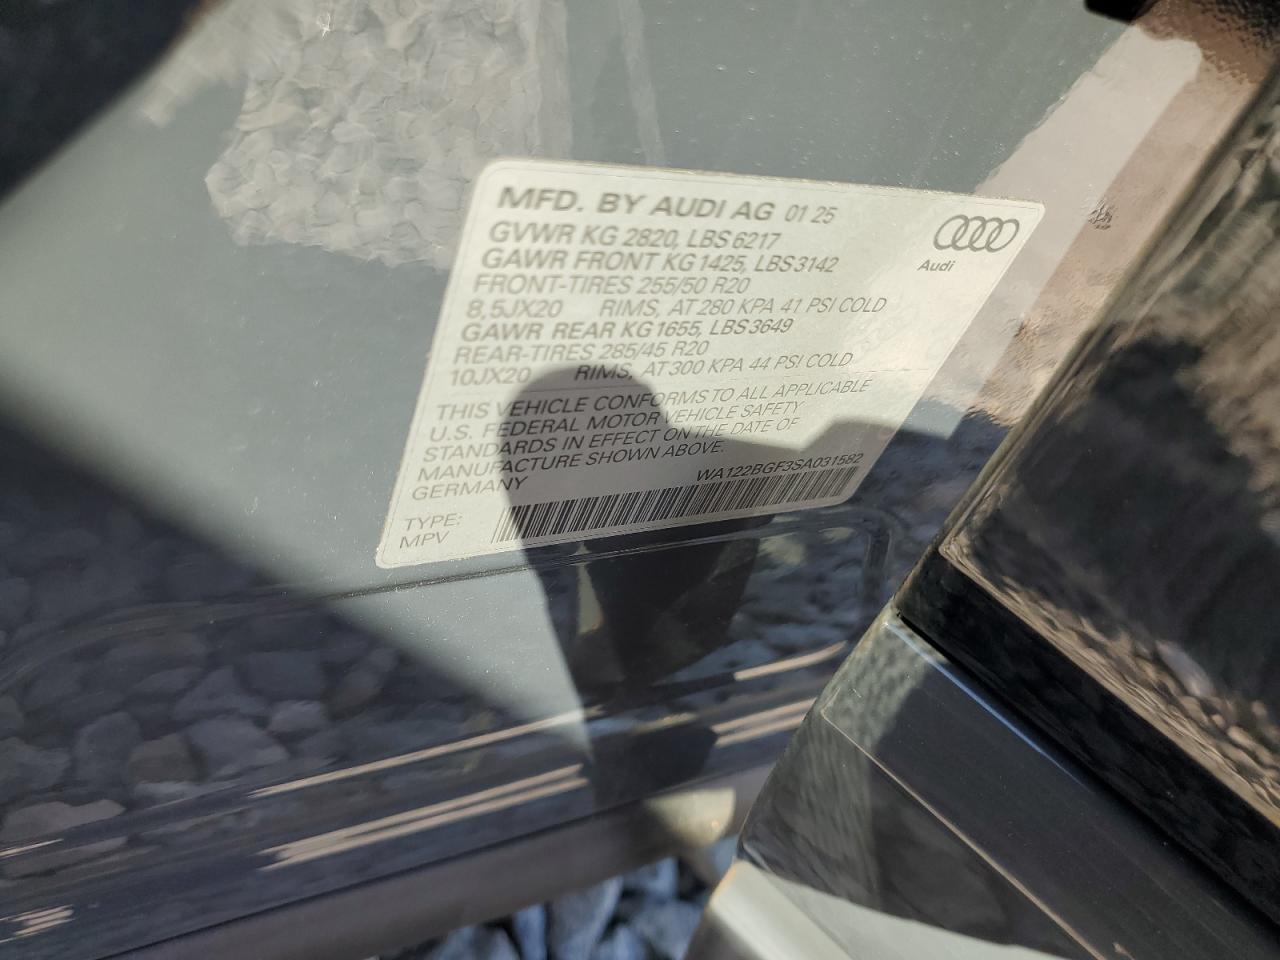 MFD. BY AUDI AG 01 25
GVWR KG 2820, LBS 6217
GAWR FRONT KG 1425, LBS 3142
FRONT-TIRES 255/50 R20
8,5JX20 RIMS, AT 280 KPA 41 PSI COLD
GAWR REAR KG 1655, LBS 3649
REAR-TIRES 285/45 R20
10JX20 RIMS, AT 300 KPA 44 PSI COLD
THIS VEHICLE CONFORMS TO ALL APPLICABLE
U.S. FEDERAL MOTOR VEHICLE SAFETY
STANDARDS IN EFFECT ON THE DATE OF
MANUFACTURE SHOWN ABOVE.
GERMANY
WA122BGF3SA031582
TYPE:
MPV
Audi